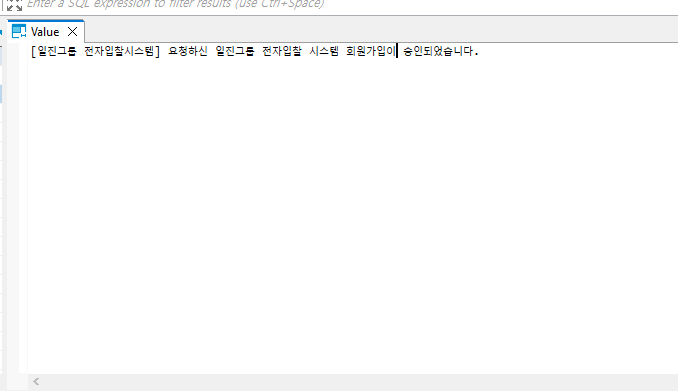 Enter a SQL expression to filter results (use Ctrl+Space)
Value
[일진그룹 전자입찰시스템] 요청하신 일진그룹 전자입찰 시스템 회원가입이 승인되었습니다.